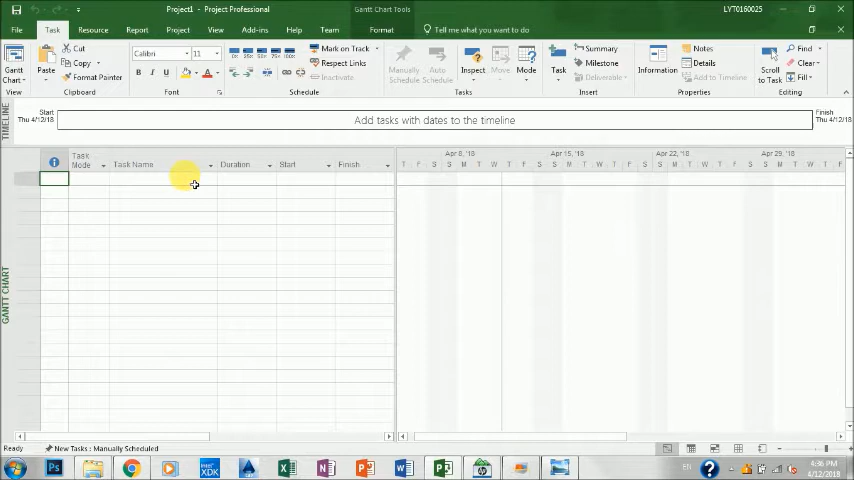 Project1 - Project Professional
Gantt Chart Tools
LYT0160025
File Task Resource Report Project View Add-ins Help Team Format Tell me what you want to do
Gantt Chart
View
Paste
Cut
Copy
Format Painter
Clipboard
Calibri 11
B I U A
Font
Mark on Track
Respect Links
Inactivate
Schedule
Manually Schedule
Auto Schedule
Inspect
Move
Mode
Tasks
Task
Summary
Milestone
Deliverable
Insert
Information
Notes
Details
Add to Timeline
Properties
Scroll to Task
Find
Clear
Fill
Editing
TIMELINE
Start
Thu 4/12/18
Add tasks with dates to the timeline
Finish
Thu 4/12/18
Task Mode
Task Name
Duration
Start
Finish
Apr 8, '18 Apr 15, '18 Apr 22, '18 Apr 29, '18
T F S S M T W T F S S M T W T F S S M T W T F S S M T W T F
GANTT CHART
Ready New Tasks : Manually Scheduled
Ps
INTEL XDK
EN
4:36 PM
4/12/2018